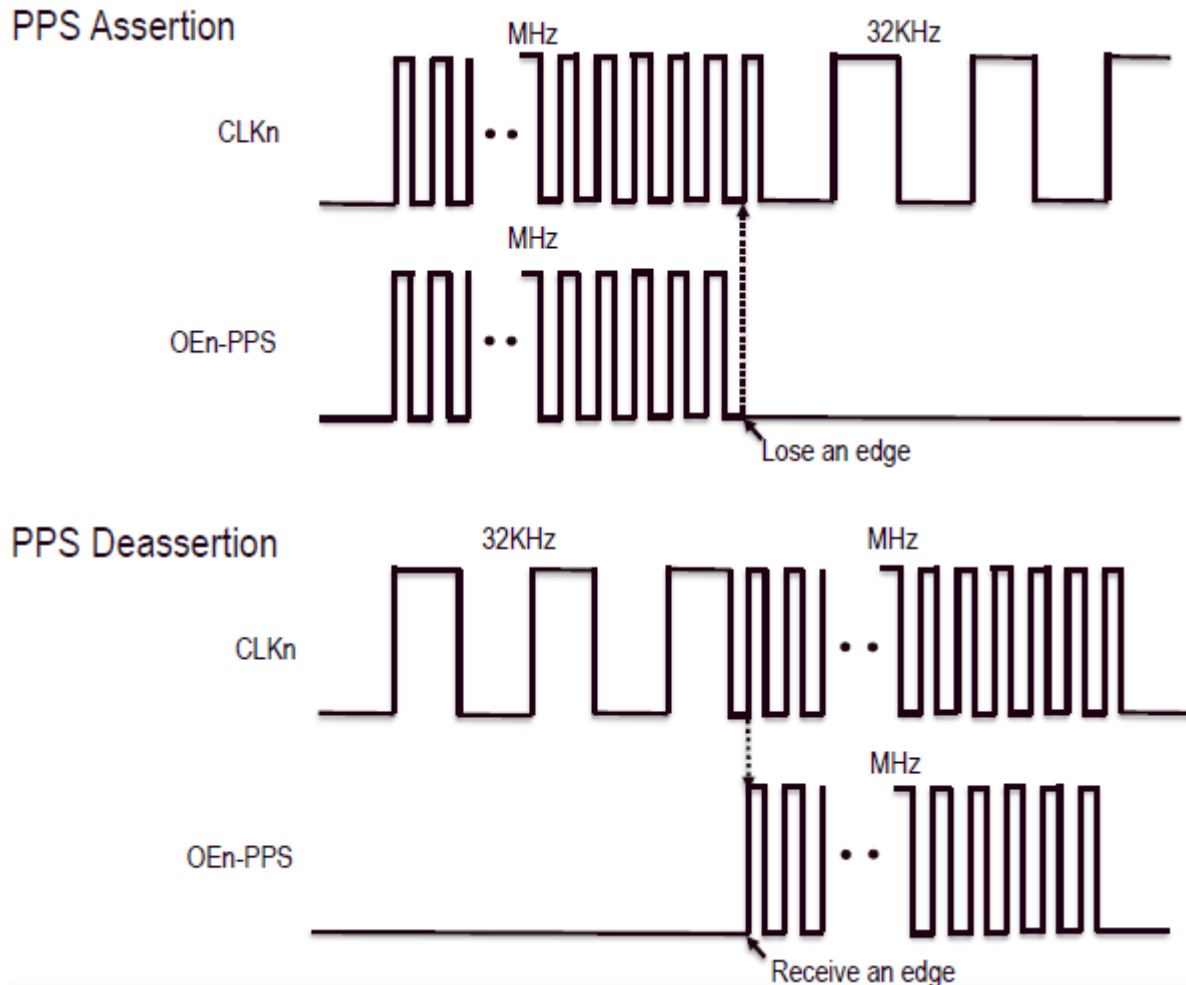 PPS Assertion
MHz
32KHz
CLKn
MHz
OEn-PPS
Lose an edge
PPS Deassertion
32KHz
MHz
CLKn
MHz
OEn-PPS
Receive an edge